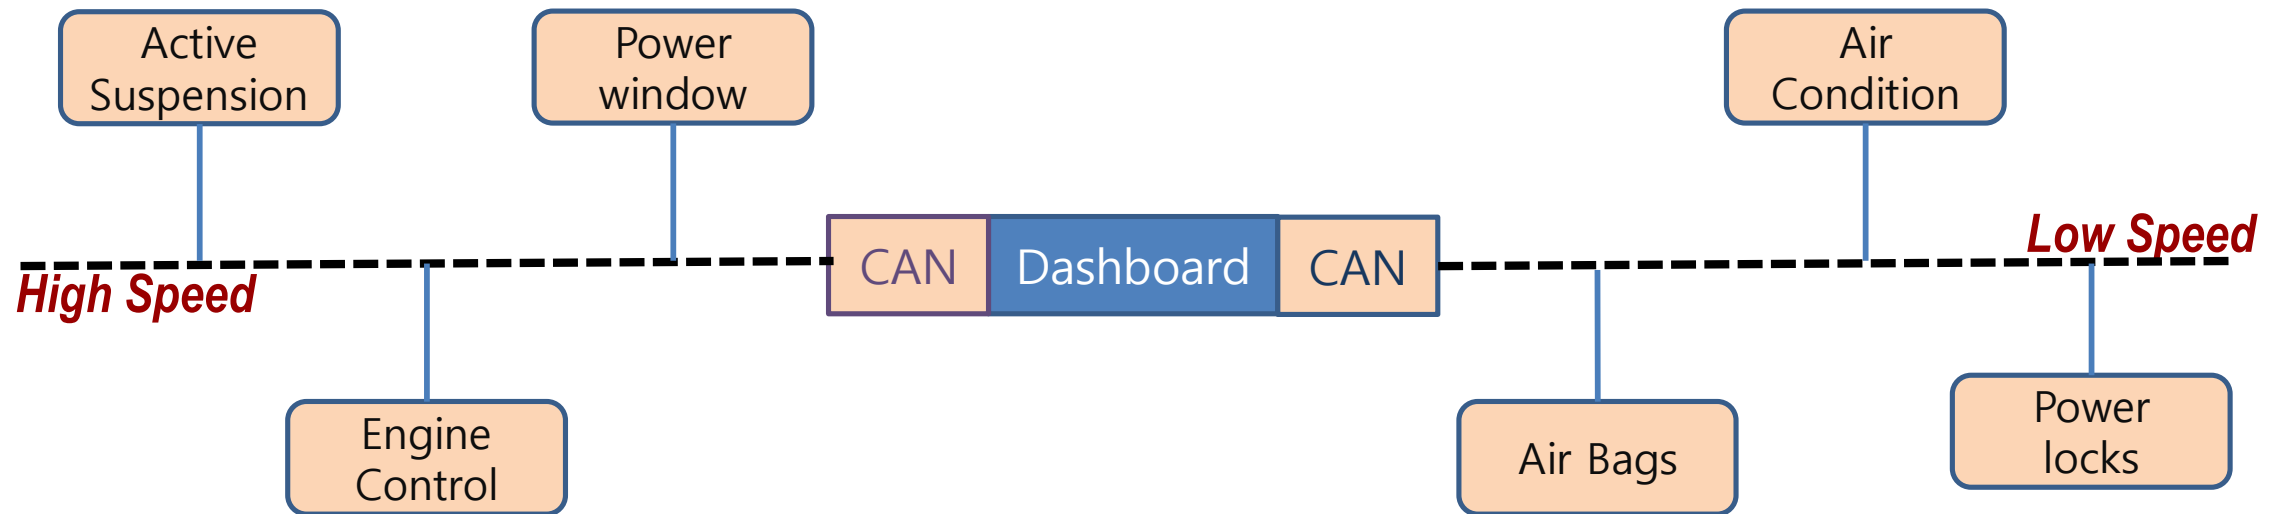 Active
Suspension
Power
window
Air
Condition
High Speed
CAN
Dashboard
CAN
Low Speed
Engine
Control
Air Bags
Power
locks